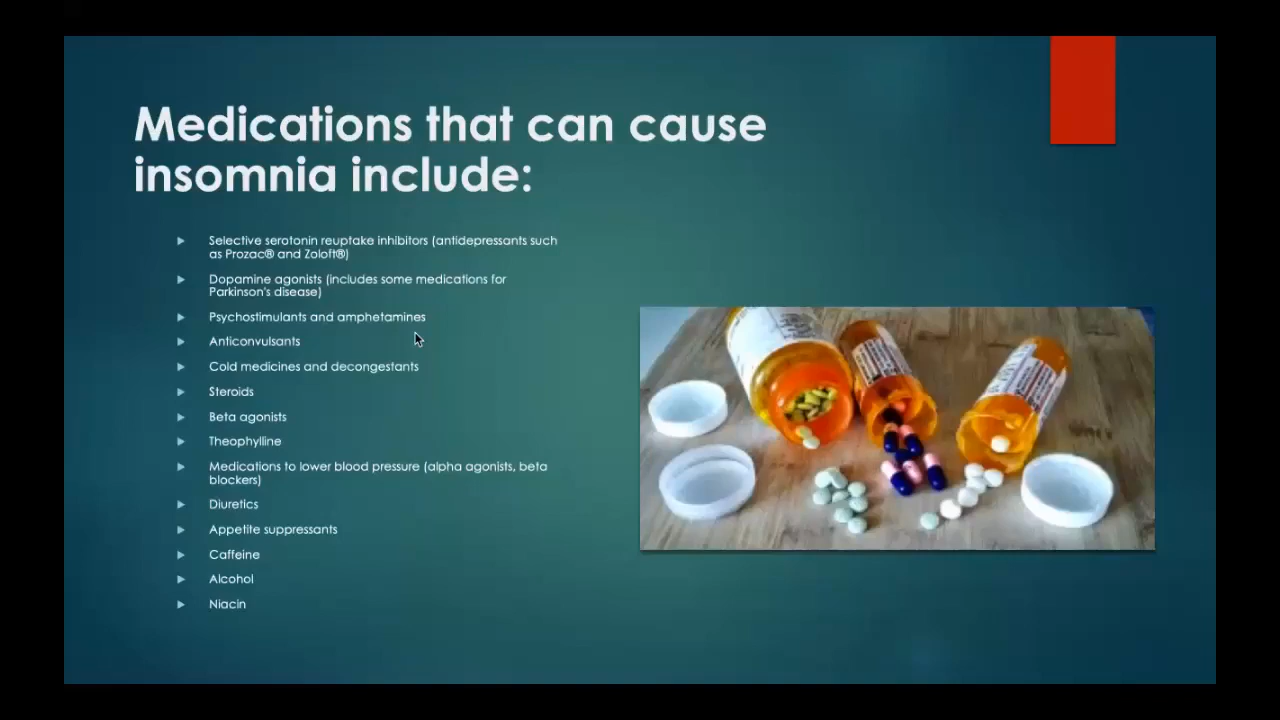 Medications that can cause
insomnia include:
Selective serotonin reuptake inhibitors (antidepressants such
as Prozac® and Zoloft®)
Dopamine agonists (includes some medications for
Parkinson's disease)
Psychostimulants and amphetamines
Anticonvulsants
Cold medicines and decongestants
Steroids
Beta agonists
Theophylline
Medications to lower blood pressure (alpha agonists, beta
blockers)
Diuretics
Appetite suppressants
Caffeine
Alcohol
Niacin